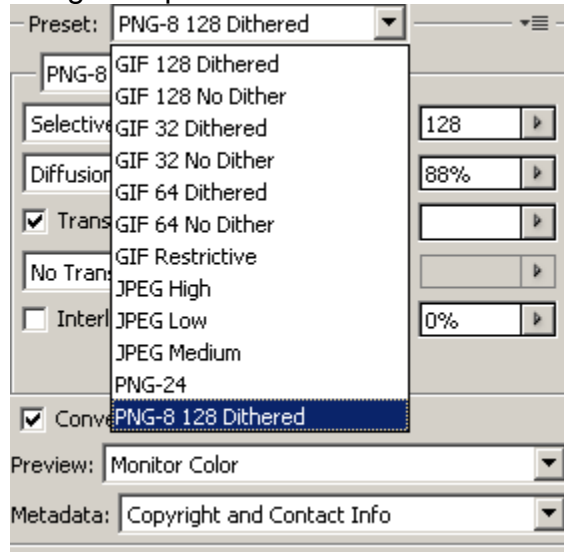 Preset: PNG-8 128 Dithered
PNG-8
GIF 128 Dithered
GIF 128 No Dither
Selective
GIF 32 Dithered
128
GIF 32 No Dither
Diffusion
88%
GIF 64 Dithered
Trans
GIF 64 No Dither
GIF Restrictive
No Trans
JPEG High
Interl
JPEG Low
0%
JPEG Medium
PNG-24
PNG-8 128 Dithered
Conve
Preview: Monitor Color
Metadata: Copyright and Contact Info